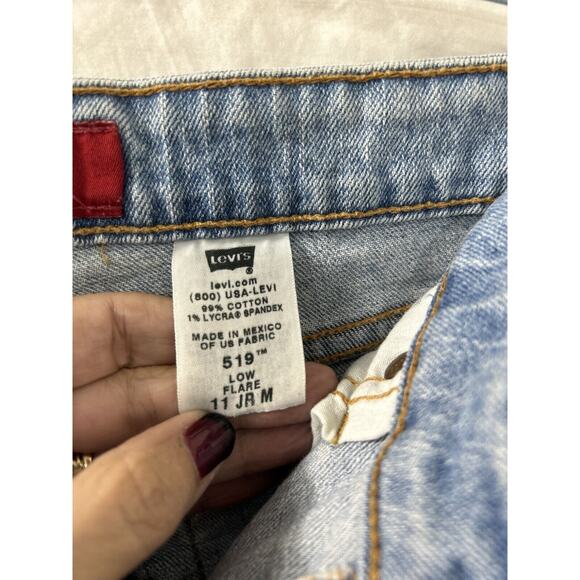 LEVI'S
®
levi.com
(800) USA-LEVI
99% COTTON
1% LYCRA® SPANDEX
MADE IN MEXICO
OF US FABRIC
519™
LOW
FLARE
11 JR M